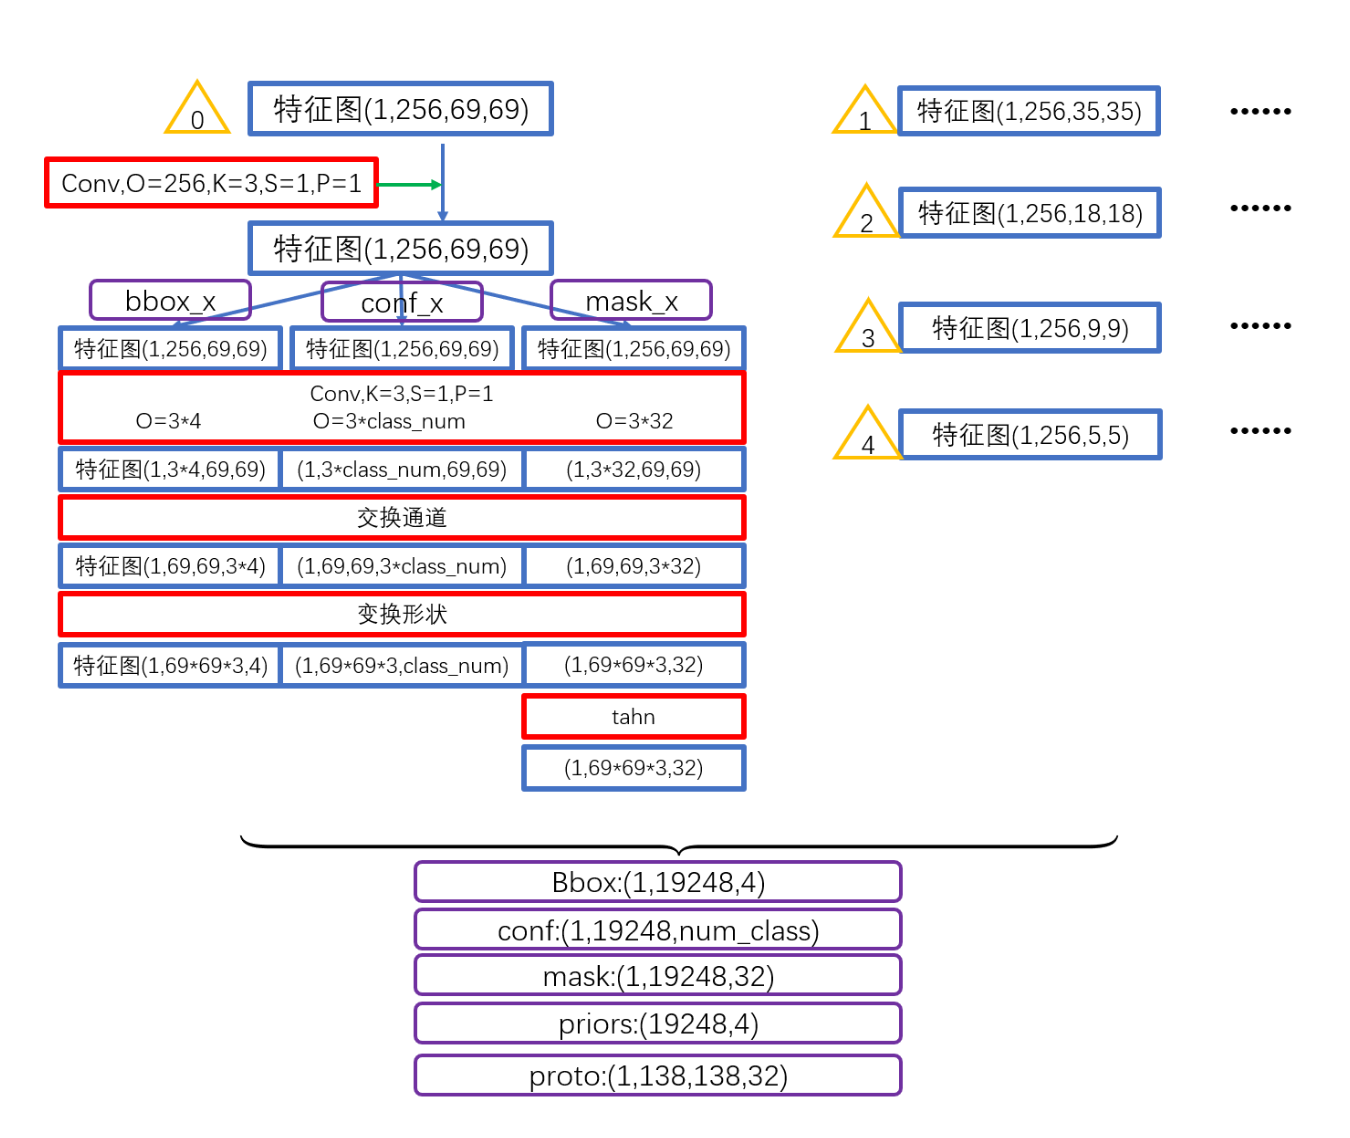 0
特征图(1,256,69,69)
Conv,O=256,K=3,S=1,P=1
特征图(1,256,69,69)
bbox_x
conf_x
mask_x
特征图(1,256,69,69)
特征图(1,256,69,69)
特征图(1,256,69,69)
Conv,K=3,S=1,P=1
O=3*4
O=3*class_num
O=3*32
特征图(1,3*4,69,69)
(1,3*class_num,69,69)
(1,3*32,69,69)
交换通道
特征图(1,69,69,3*4)
(1,69,69,3*class_num)
(1,69,69,3*32)
变换形状
特征图(1,69*69*3,4)
(1,69*69*3,class_num)
(1,69*69*3,32)
tahn
(1,69*69*3,32)
1
特征图(1,256,35,35)
······
2
特征图(1,256,18,18)
······
3
特征图(1,256,9,9)
······
4
特征图(1,256,5,5)
······
Bbox:(1,19248,4)
conf:(1,19248,num_class)
mask:(1,19248,32)
priors:(19248,4)
proto:(1,138,138,32)